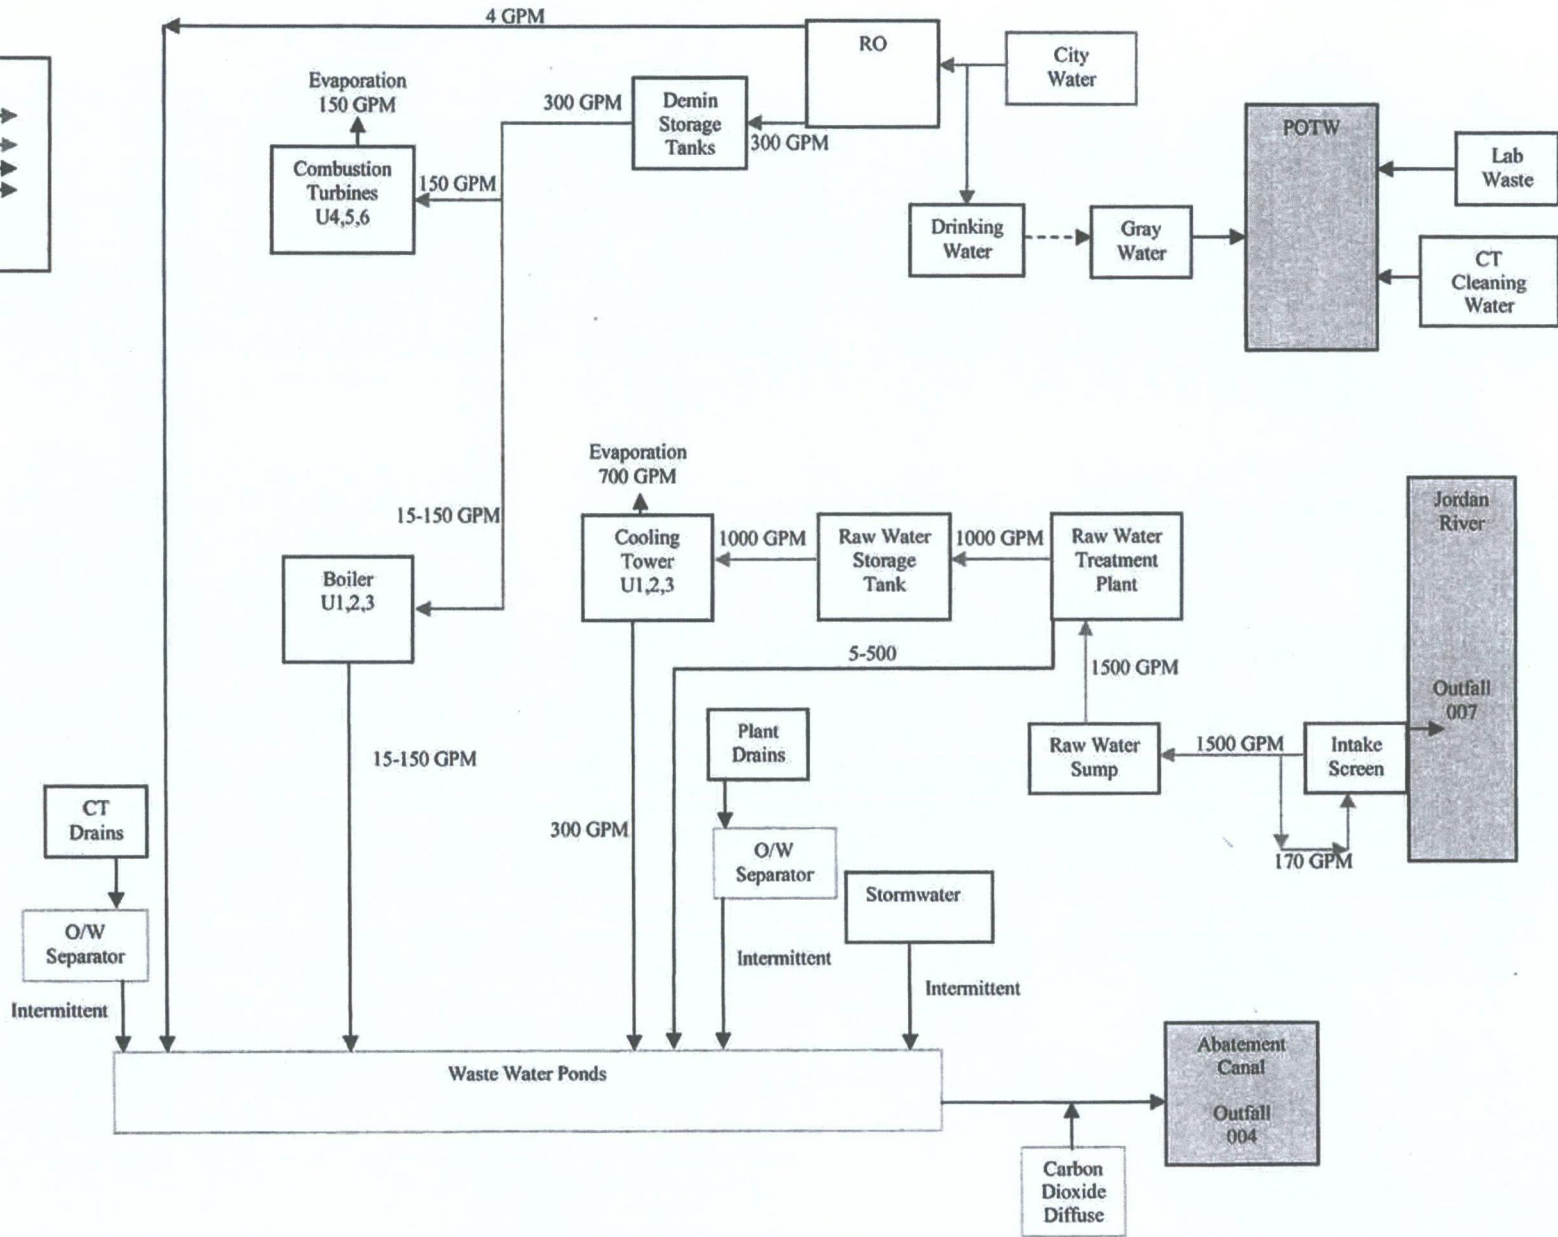 4 GPM
RO
City
Water
Evaporation
150 GPM
300 GPM
Demin
Storage
Tanks
300 GPM
POTW
Lab
Waste
Combustion
Turbines
U4,5,6
150 GPM
Drinking
Water
Gray
Water
CT
Cleaning
Water
Evaporation
700 GPM
15-150 GPM
Cooling
Tower
U1,2,3
1000 GPM
Raw Water
Storage
Tank
1000 GPM
Raw Water
Treatment
Plant
Jordan
River
Boiler
U1,2,3
5-500
1500 GPM
Outfall
007
15-150 GPM
Plant
Drains
Raw Water
Sump
1500 GPM
Intake
Screen
CT
Drains
300 GPM
O/W
Separator
170 GPM
Stormwater
O/W
Separator
Intermittent
Intermittent
Intermittent
Waste Water Ponds
Abatement
Canal
Outfall
004
Carbon
Dioxide
Diffuse